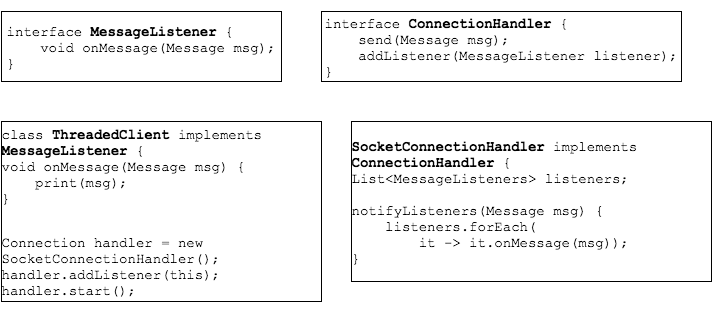 interface MessageListener {
    void onMessage(Message msg);
}
interface ConnectionHandler {
    send(Message msg);
    addListener(MessageListener listener);
}
class ThreadedClient implements
MessageListener {
void onMessage(Message msg) {
    print(msg);
}
Connection handler = new
SocketConnectionHandler();
handler.addListener(this);
handler.start();
SocketConnectionHandler implements
ConnectionHandler {
List<MessageListeners> listeners;
notifyListeners(Message msg) {
    listeners.forEach(
        it -> it.onMessage(msg));
}